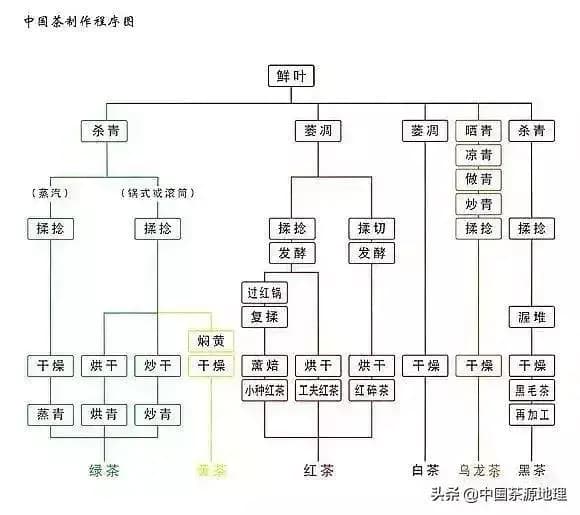 中国茶制作程序图
鲜叶
杀青 萎凋 萎凋 晒青 杀青
凉青
做青
(蒸汽) (锅式或滚筒)
炒青
揉捻 揉捻 揉捻 揉切 揉捻 揉捻
发酵 发酵
过红锅
复揉 渥堆
焖黄
干燥 烘干 炒干 干燥 薰焙 烘干 烘干 干燥 干燥 干燥
小种红茶 工夫红茶 红碎茶 黑毛茶
蒸青 烘青 炒青 再加工
绿茶 黄茶 红茶 白茶 乌龙茶 黑茶
头条 @中国茶源地理